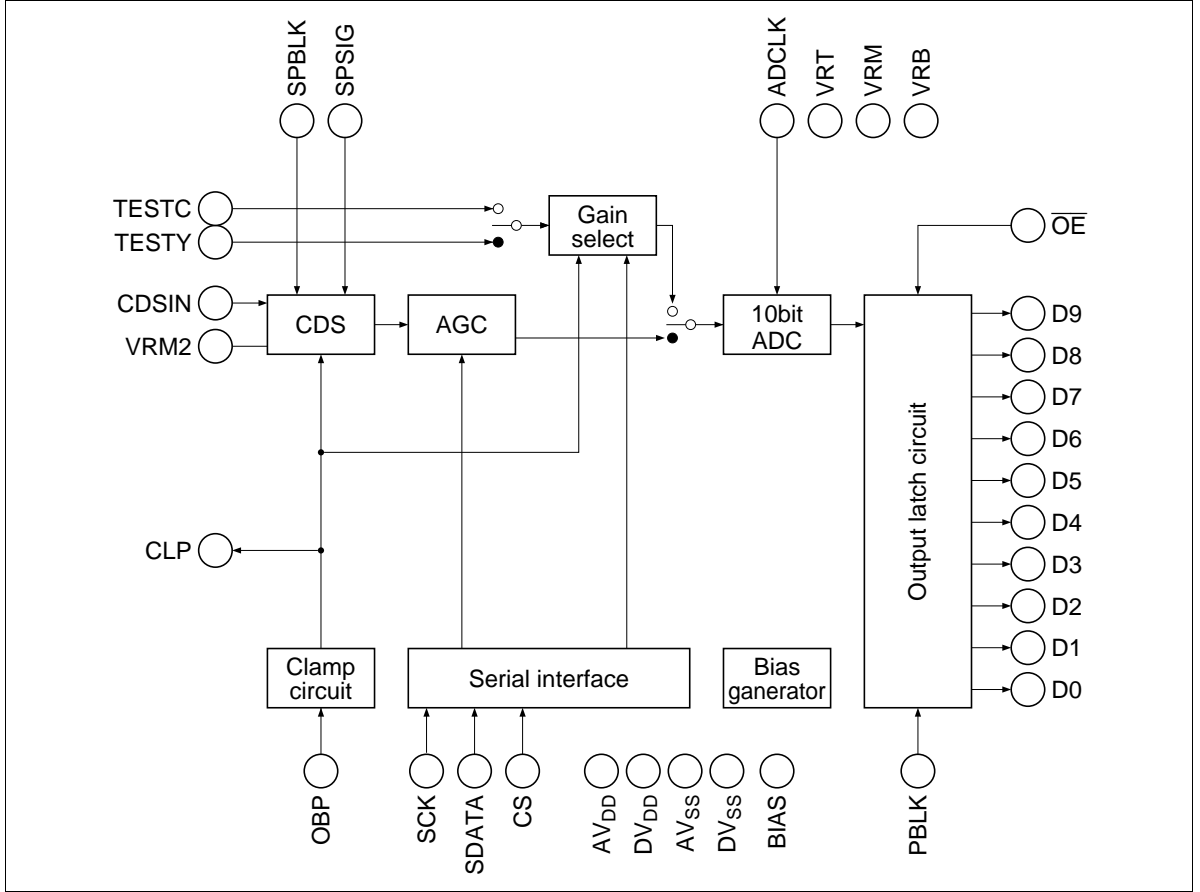 SPBLK
SPSIG
ADCLK
VRT
VRM
VRB
TESTC
TESTY
Gain
select
OE
CDSIN
VRM2
CDS
AGC
10bit
ADC
Output latch circuit
D9
D8
D7
D6
D5
D4
D3
D2
D1
D0
CLP
Clamp
circuit
Serial interface
Bias
ganerator
OBP
SCK
SDATA
CS
AVDD
DVDD
AVSS
DVSS
BIAS
PBLK